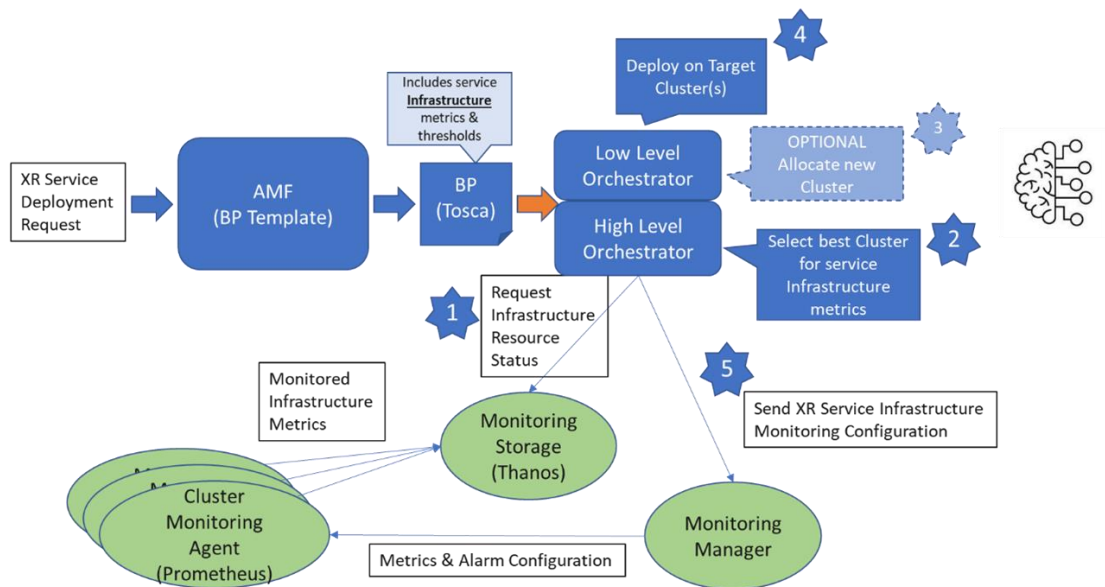 4
Deploy on Target
Cluster(s)
Includes service
Infrastructure
metrics &
thresholds
3
OPTIONAL
Allocate new
Cluster
XR Service
Deployment
Request
AMF
(BP Template)
BP
(Tosca)
Low Level
Orchestrator
High Level
Orchestrator
2
Select best Cluster
for service
Infrastructure
metrics
1
Request
Infrastructure
Resource
Status
5
Send XR Service Infrastructure
Monitoring Configuration
Monitored
Infrastructure
Metrics
Monitoring
Storage
(Thanos)
Cluster
Monitoring
Agent
(Prometheus)
Metrics & Alarm Configuration
Monitoring
Manager